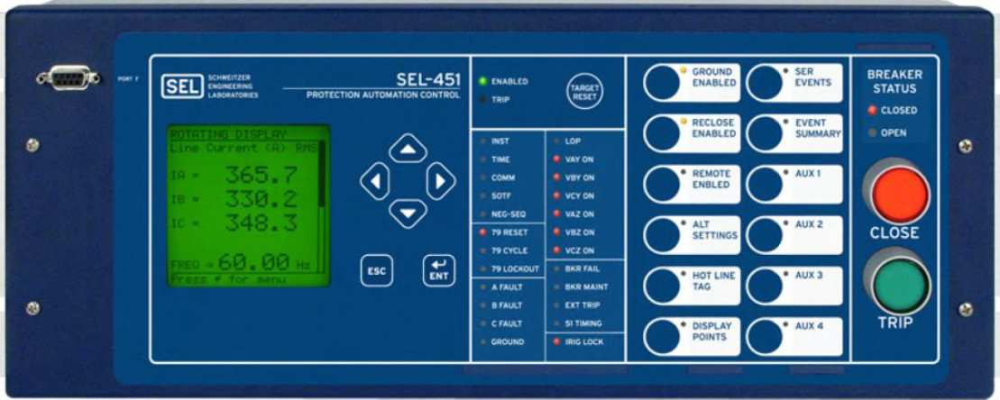 PORT F
SEL
SCHWEITZER
ENGINEERING
LABORATORIES
SEL-451
PROTECTION AUTOMATION CONTROL
ROTATING DISPLAY
Line Current (A) RMS
IA = 365.7
IB = 330.2
IC = 348.3
FREQ = 60.00 Hz
Press # for menu
ESC
ENT
ENABLED
TRIP
TARGET
RESET
INST
TIME
COMM
SOTF
NEG-SEQ
79 RESET
79 CYCLE
79 LOCKOUT
A FAULT
B FAULT
C FAULT
GROUND
LOP
VAY ON
VBY ON
VCY ON
VAZ ON
VBZ ON
VCZ ON
BKR FAIL
BKR MAINT
EXT TRIP
51 TIMING
IRIG LOCK
GROUND
ENABLED
RECLOSE
ENABLED
REMOTE
ENBLED
ALT
SETTINGS
HOT LINE
TAG
DISPLAY
POINTS
SER
EVENTS
EVENT
SUMMARY
AUX 1
AUX 2
AUX 3
AUX 4
BREAKER
STATUS
CLOSED
OPEN
CLOSE
TRIP